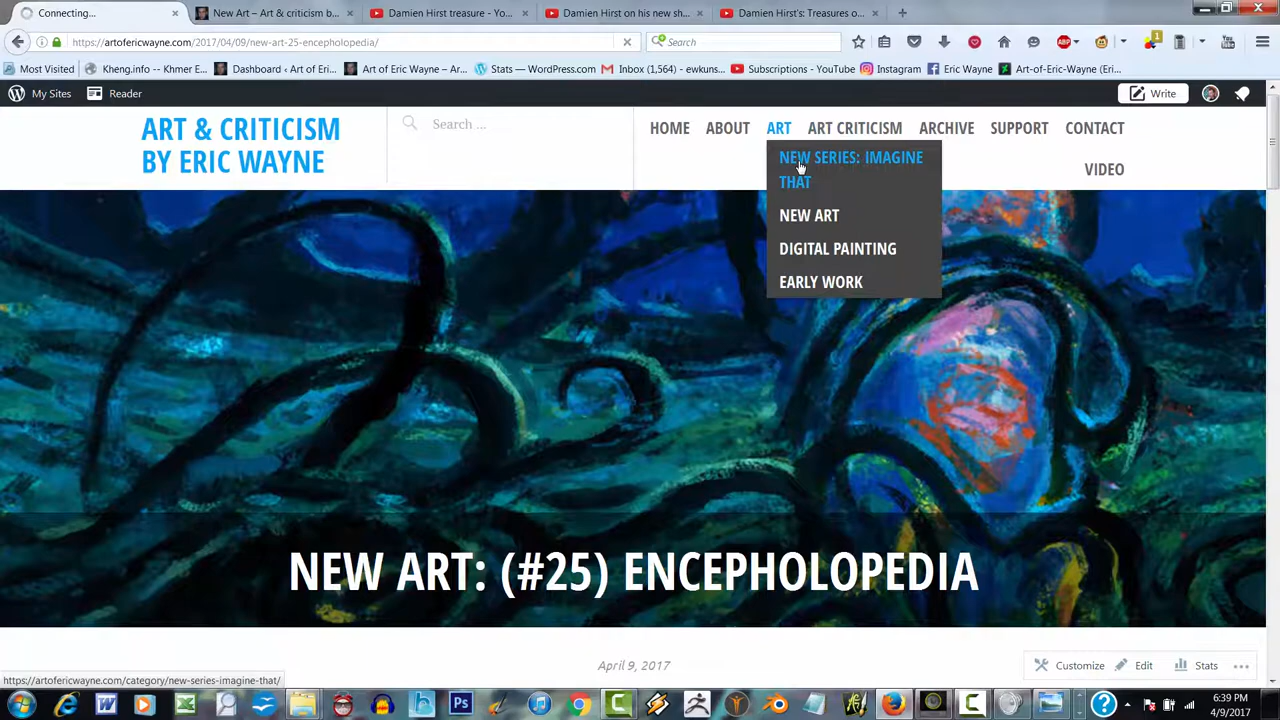 Connecting...
New Art – Art & criticism b...
Damien Hirst treasure - Yo...
Damien Hirst on his new sh...
Damien Hirst's: Treasures o...
https://artofericwayne.com/2017/04/09/new-art-25-encepholopedia/
Search
1
ABP
Most Visited
Kheng.info -- Khmer E...
Dashboard ‹ Art of Eri...
Art of Eric Wayne – Ar...
Stats — WordPress.com
Inbox (1,564) - ewkuns...
Subscriptions - YouTube
Instagram
Eric Wayne
Art-of-Eric-Wayne (Eri...
My Sites
Reader
Write
ART & CRITICISM
BY ERIC WAYNE
Search ...
HOME
ABOUT
ART
ART CRITICISM
ARCHIVE
SUPPORT
CONTACT
VIDEO
NEW SERIES: IMAGINE
THAT
NEW ART
DIGITAL PAINTING
EARLY WORK
NEW ART: (#25) ENCEPHOLOPEDIA
April 9, 2017
Customize
Edit
Stats
https://artofericwayne.com/category/new-series-imagine-that/
Ps
6:39 PM
4/9/2017